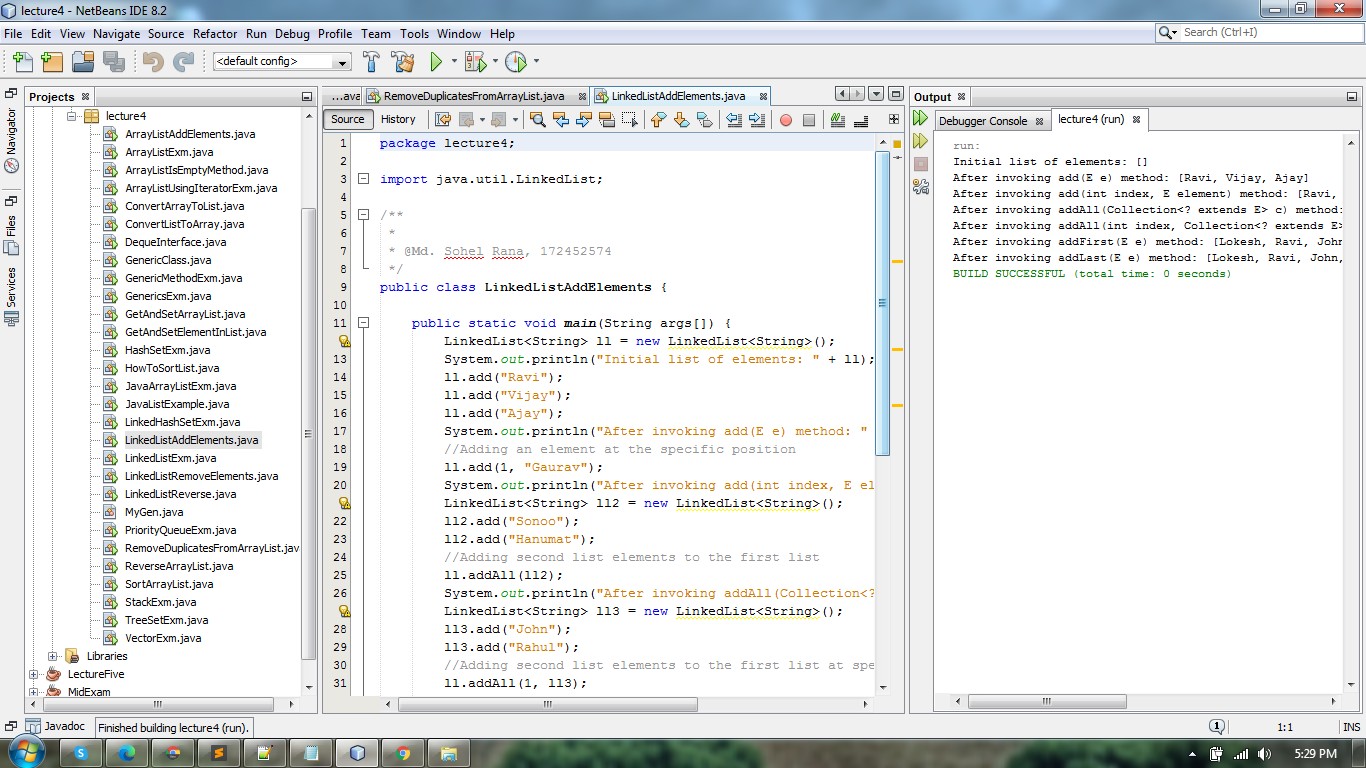 lecture4 - NetBeans IDE 8.2
File Edit View Navigate Source Refactor Run Debug Profile Team Tools Window Help
Search (Ctrl+I)
<default config>
Navigator
Files
Services
Projects
lecture4
ArrayListAddElements.java
ArrayListExm.java
ArrayListIsEmptyMethod.java
ArrayListUsingIteratorExm.java
ConvertArrayToList.java
ConvertListToArray.java
DequeInterface.java
GenericClass.java
GenericMethodExm.java
GenericsExm.java
GetAndSetArrayList.java
GetAndSetElementInList.java
HashSetExm.java
HowToSortList.java
JavaArrayListExm.java
JavaListExample.java
LinkedHashSetExm.java
LinkedListAddElements.java
LinkedListExm.java
LinkedListRemoveElements.java
LinkedListReverse.java
MyGen.java
PriorityQueueExm.java
RemoveDuplicatesFromArrayList.jav
ReverseArrayList.java
SortArrayList.java
StackExm.java
TreeSetExm.java
VectorExm.java
Libraries
LectureFive
MidExam
...ava RemoveDuplicatesFromArrayList.java LinkedListAddElements.java
Source History
1 package lecture4;
2
3 import java.util.LinkedList;
4
5 /**
6 *
7 * @Md. Sohel Rana, 172452574
8 */
9 public class LinkedListAddElements {
10
11 public static void main(String args[]) {
LinkedList<String> ll = new LinkedList<String>();
13 System.out.println("Initial list of elements: " + ll);
14 ll.add("Ravi");
15 ll.add("Vijay");
16 ll.add("Ajay");
17 System.out.println("After invoking add(E e) method: "
18 //Adding an element at the specific position
19 ll.add(1, "Gaurav");
20 System.out.println("After invoking add(int index, E el
LinkedList<String> ll2 = new LinkedList<String>();
22 ll2.add("Sonoo");
23 ll2.add("Hanumat");
24 //Adding second list elements to the first list
25 ll.addAll(ll2);
26 System.out.println("After invoking addAll(Collection<?
LinkedList<String> ll3 = new LinkedList<String>();
28 ll3.add("John");
29 ll3.add("Rahul");
30 //Adding second list elements to the first list at spe
31 ll.addAll(1, ll3);
Output
Debugger Console lecture4 (run)
run:
Initial list of elements: []
After invoking add(E e) method: [Ravi, Vijay, Ajay]
After invoking add(int index, E element) method: [Ravi,
After invoking addAll(Collection<? extends E> c) method:
After invoking addAll(int index, Collection<? extends E>
After invoking addFirst(E e) method: [Lokesh, Ravi, John
After invoking addLast(E e) method: [Lokesh, Ravi, John,
BUILD SUCCESSFUL (total time: 0 seconds)
Javadoc
Finished building lecture4 (run).
1
1:1
INS
5:29 PM